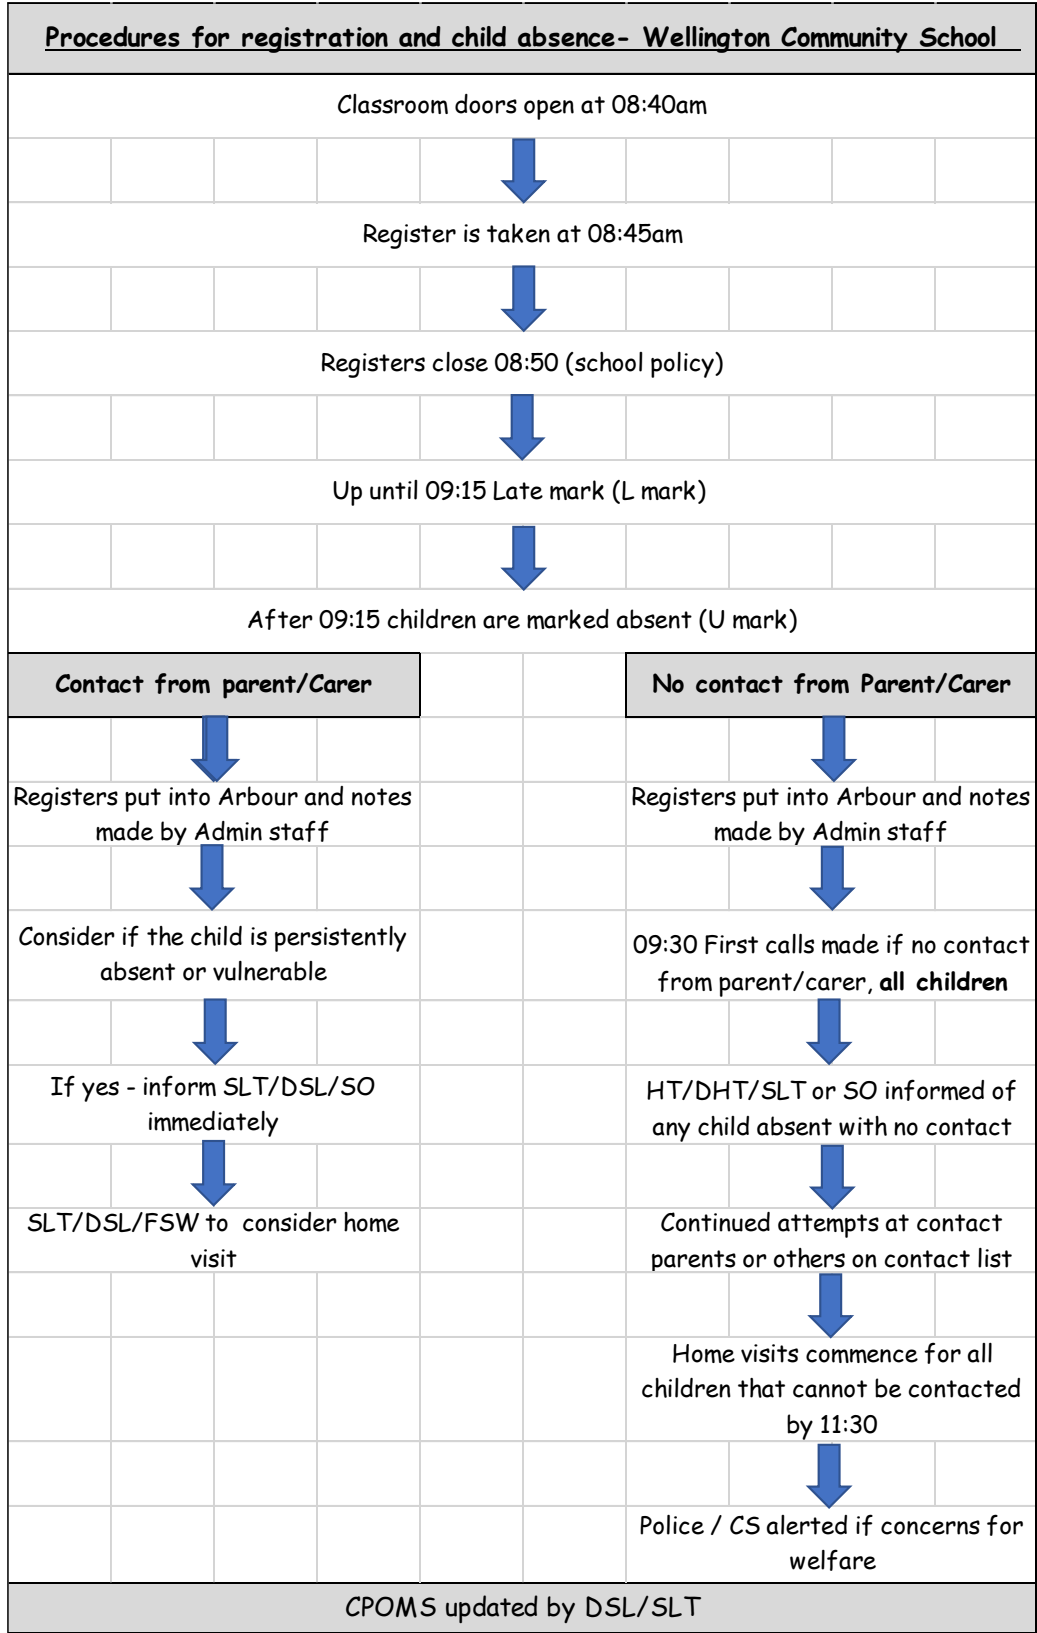 Procedures for registration and child absence- Wellington Community School
Classroom doors open at 08:40am
Register is taken at 08:45am
Registers close 08:50 (school policy)
Up until 09:15 Late mark (L mark)
After 09:15 children are marked absent (U mark)
Contact from parent/Carer
Registers put into Arbour and notes
made by Admin staff
Consider if the child is persistently
absent or vulnerable
If yes - inform SLT/DSL/SO
immediately
SLT/DSL/FSW to  consider home
visit
No contact from Parent/Carer
Registers put into Arbour and notes
made by Admin staff
09:30 First calls made if no contact
from parent/carer, all children
HT/DHT/SLT or SO informed of
any child absent with no contact
Continued attempts at contact
parents or others on contact list
Home visits commence for all
children that cannot be contacted
by 11:30
Police / CS alerted if concerns for
welfare
CPOMS updated by DSL/SLT